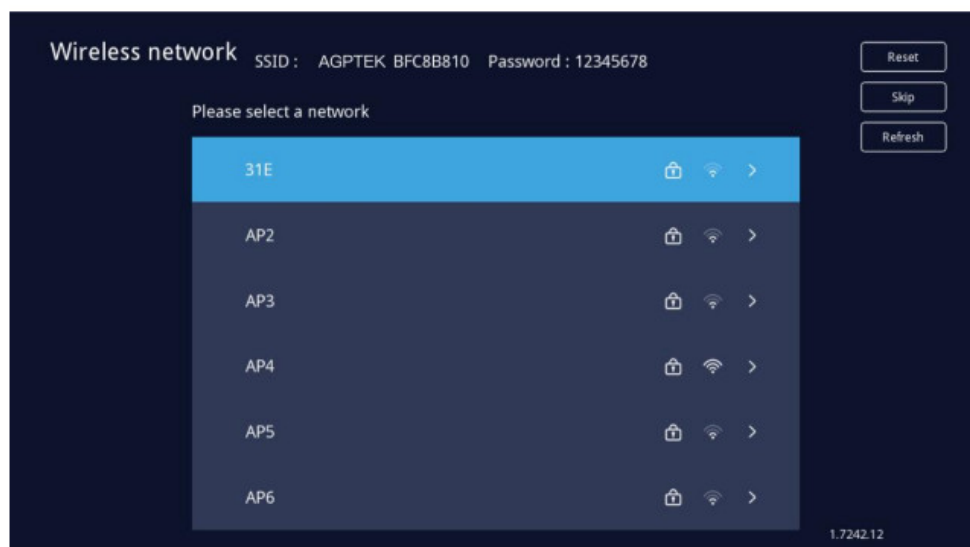 Wireless network SSID : AGPTEK BFC8B810 Password : 12345678
Reset
Skip
Refresh
Please select a network
31E
AP2
AP3
AP4
AP5
AP6
1.7242.12